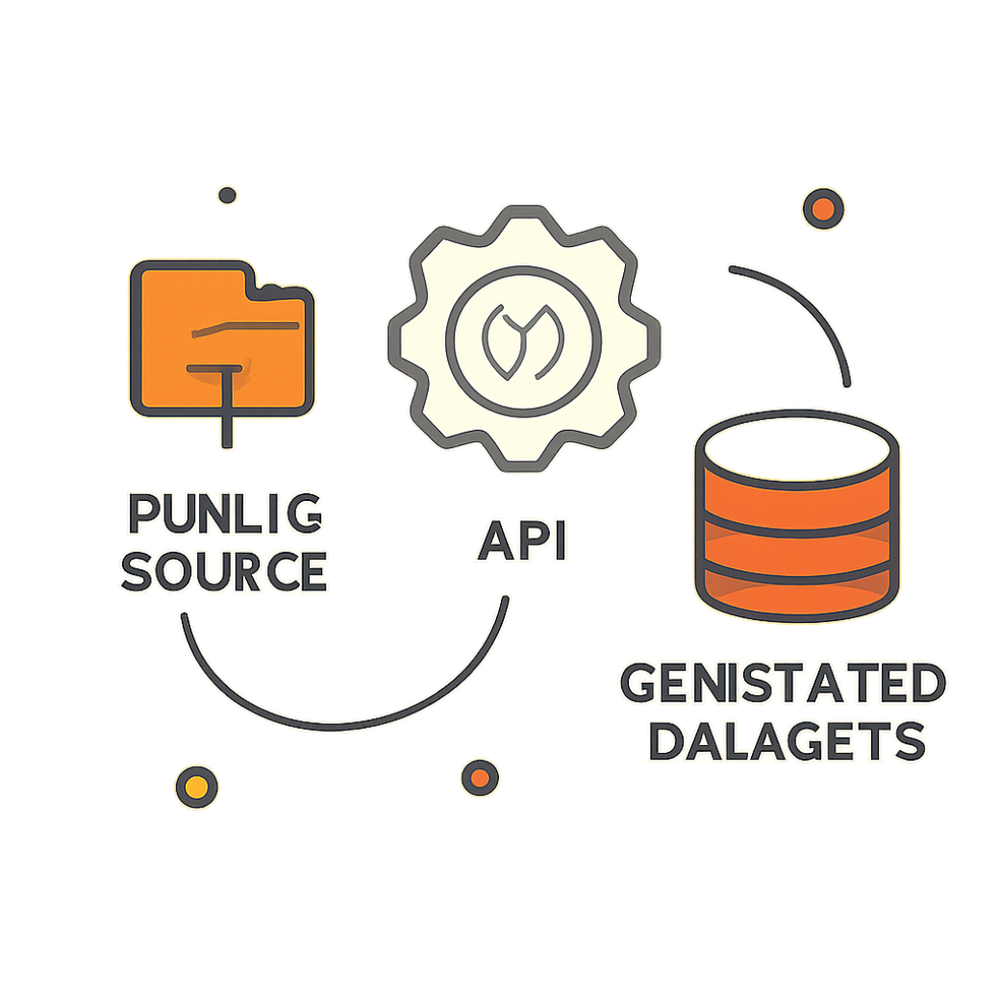 PUNLIG
SOURCE
API
GENISTATED
DALAGETS